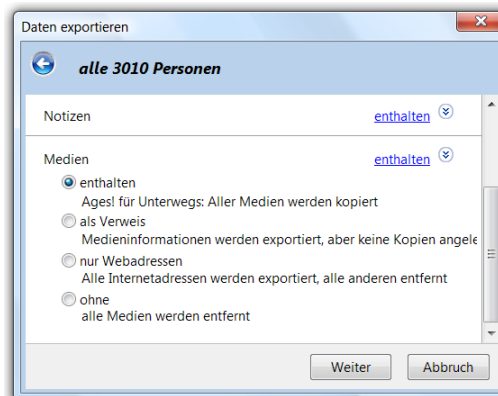 Daten exportieren
alle 3010 Personen
Notizen enthalten
Medien enthalten
enthalten
Ages! für Unterwegs: Aller Medien werden kopiert
als Verweis
Medieninformationen werden exportiert, aber keine Kopien angele
nur Webadressen
Alle Internetadressen werden exportiert, alle anderen entfernt
ohne
alle Medien werden entfernt
Weiter Abbruch